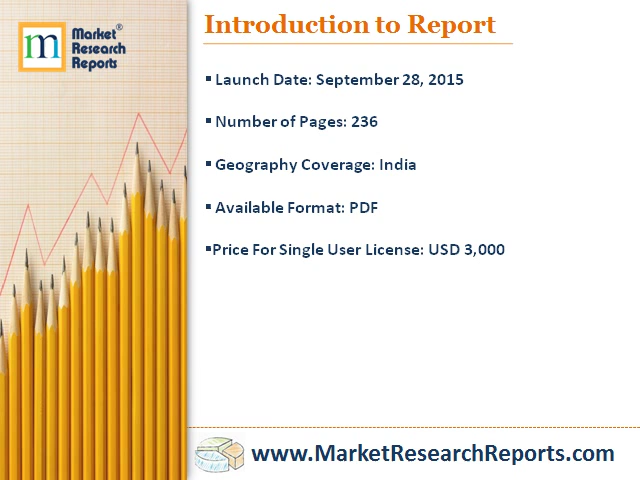 m
Market®
Research
Reports
Introduction to Report
▪ Launch Date: September 28, 2015
▪ Number of Pages: 236
▪ Geography Coverage: India
▪ Available Format: PDF
▪Price For Single User License: USD 3,000
www.MarketResearchReports.com